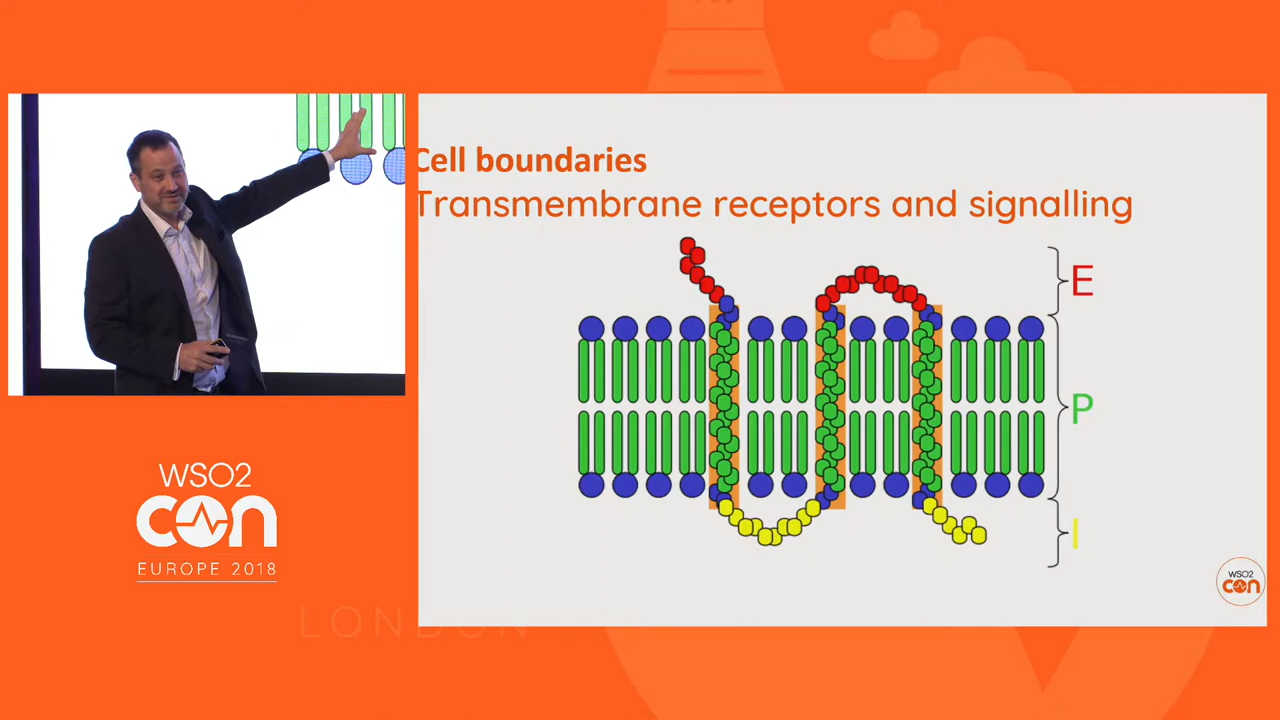 Cell boundaries
Transmembrane receptors and signalling
E
P
I
WSO2
CON
EUROPE 2018
LONDON
WSO2
CON